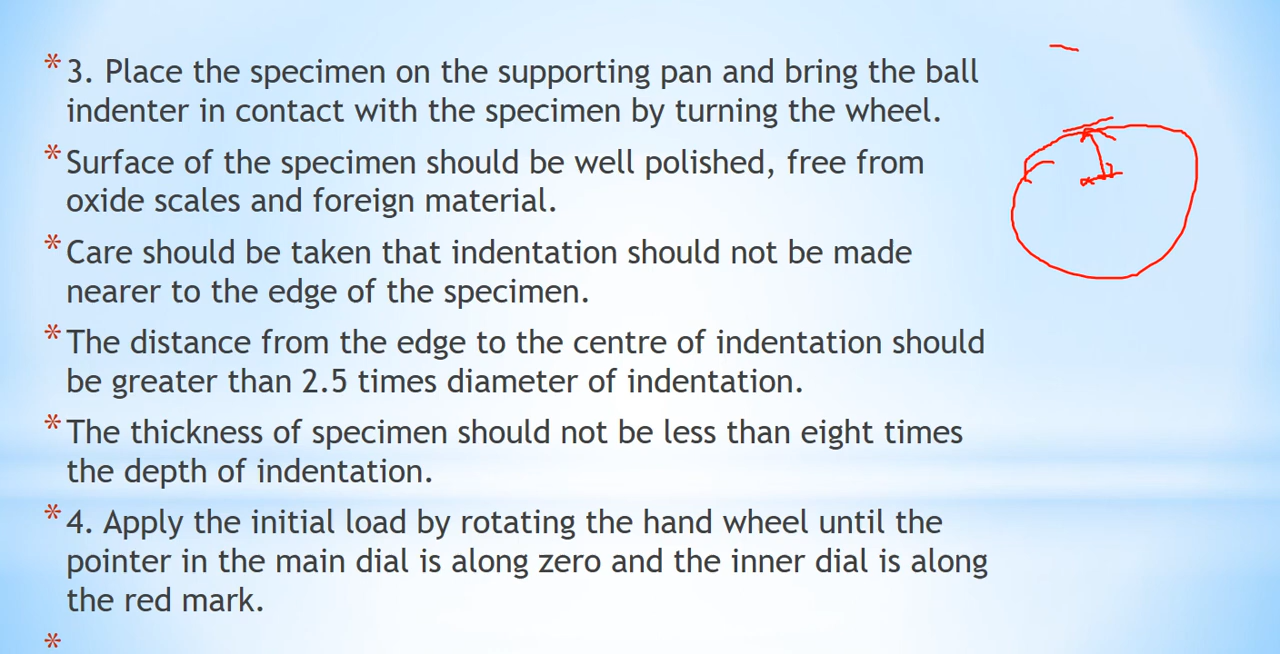 * 3. Place the specimen on the supporting pan and bring the ball
indenter in contact with the specimen by turning the wheel.
* Surface of the specimen should be well polished, free from
oxide scales and foreign material.
* Care should be taken that indentation should not be made
nearer to the edge of the specimen.
* The distance from the edge to the centre of indentation should
be greater than 2.5 times diameter of indentation.
* The thickness of specimen should not be less than eight times
the depth of indentation.
* 4. Apply the initial load by rotating the hand wheel until the
pointer in the main dial is along zero and the inner dial is along
the red mark.
*